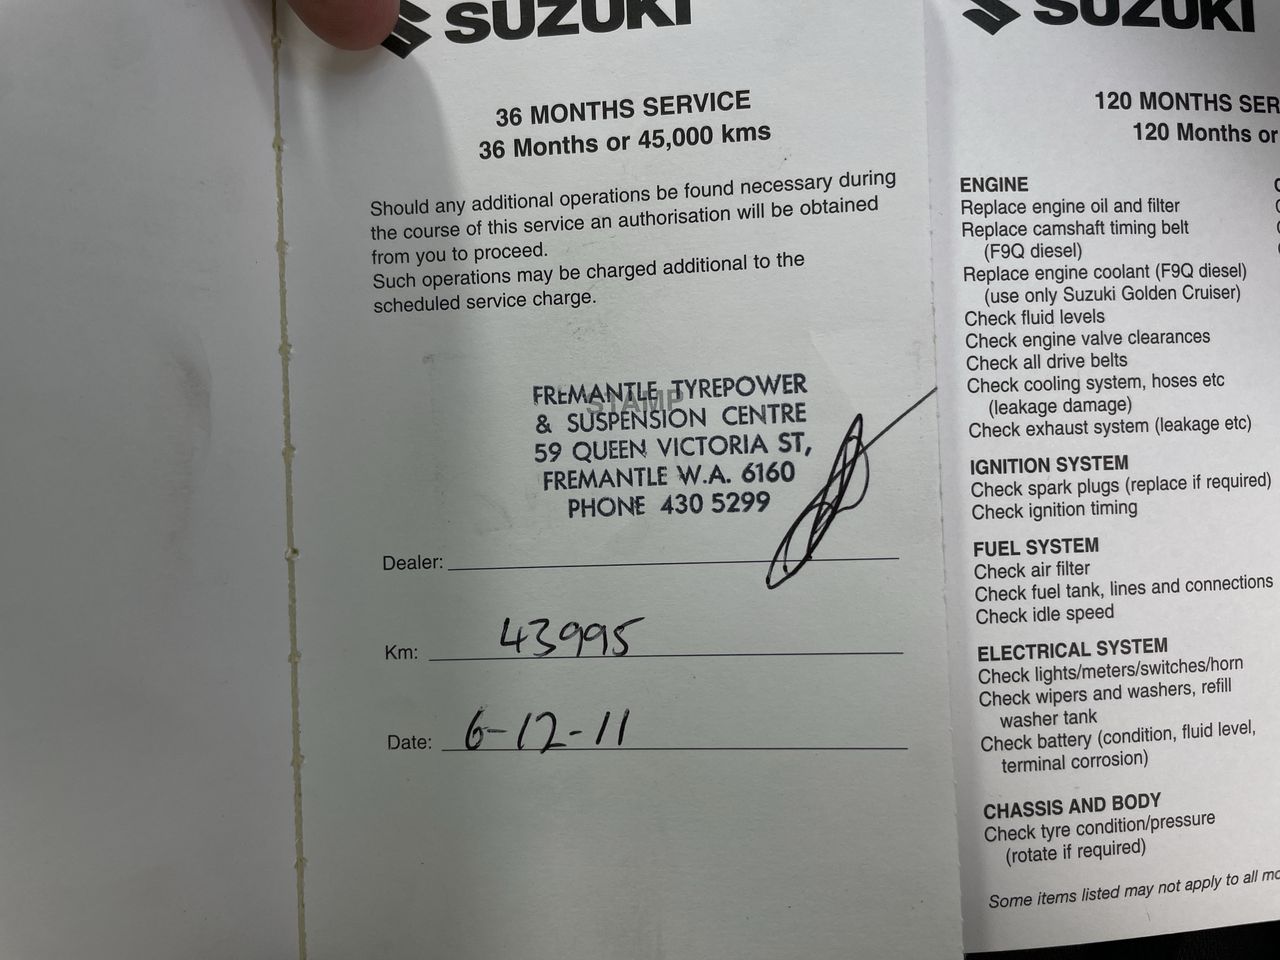 SUZUKI
36 MONTHS SERVICE
36 Months or 45,000 kms
Should any additional operations be found necessary during
the course of this service an authorisation will be obtained
from you to proceed.
Such operations may be charged additional to the
scheduled service charge.
STAMP
FREMANTLE TYREPOWER
& SUSPENSION CENTRE
59 QUEEN VICTORIA ST,
FREMANTLE W.A. 6160
PHONE 430 5299
Dealer:
Km: 43995
Date: 6-12-11
SUZUKI
120 MONTHS SER
120 Months or
ENGINE
Replace engine oil and filter
Replace camshaft timing belt
(F9Q diesel)
Replace engine coolant (F9Q diesel)
(use only Suzuki Golden Cruiser)
Check fluid levels
Check engine valve clearances
Check all drive belts
Check cooling system, hoses etc
(leakage damage)
Check exhaust system (leakage etc)
IGNITION SYSTEM
Check spark plugs (replace if required)
Check ignition timing
FUEL SYSTEM
Check air filter
Check fuel tank, lines and connections
Check idle speed
ELECTRICAL SYSTEM
Check lights/meters/switches/horn
Check wipers and washers, refill
washer tank
Check battery (condition, fluid level,
terminal corrosion)
CHASSIS AND BODY
Check tyre condition/pressure
(rotate if required)
Some items listed may not apply to all mo